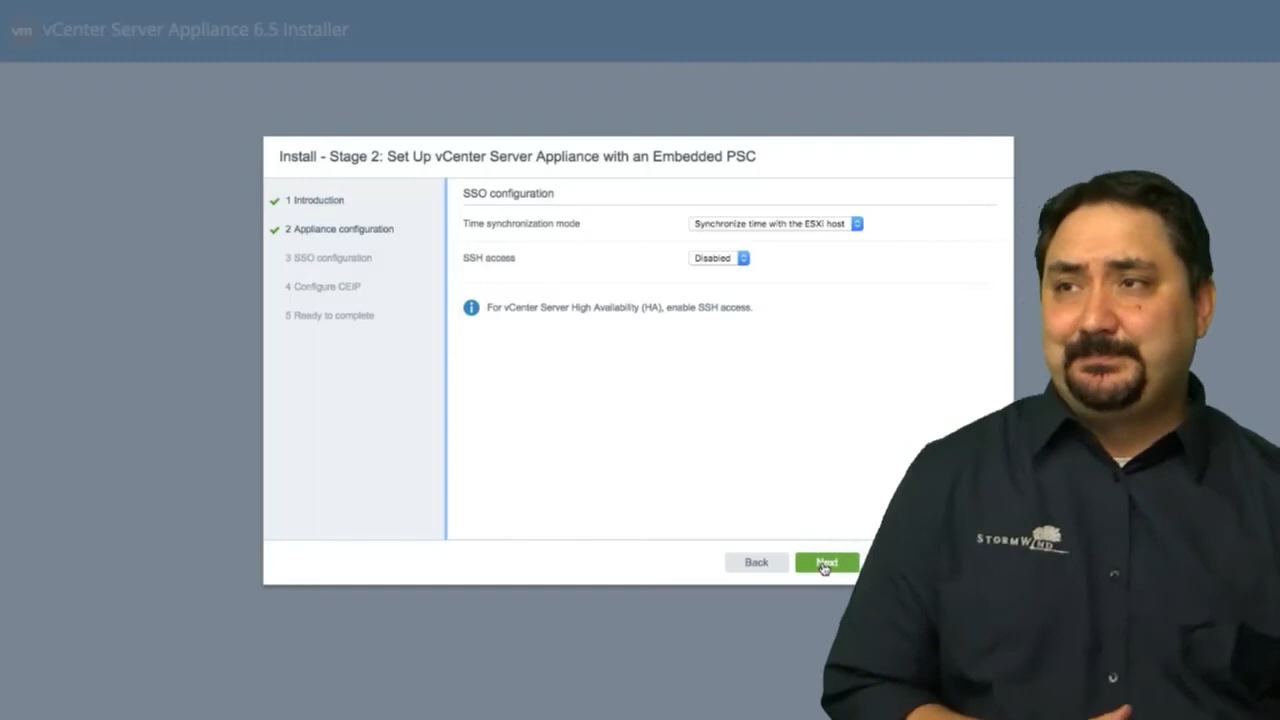 vm vCenter Server Appliance 6.5 Installer
Install - Stage 2: Set Up vCenter Server Appliance with an Embedded PSC
1 Introduction
2 Appliance configuration
3 SSO configuration
4 Configure CEIP
5 Ready to complete
SSO configuration
Time synchronization mode Synchronize time with the ESXi host
SSH access Disabled
For vCenter Server High Availability (HA), enable SSH access.
Back Next
STORMWIND